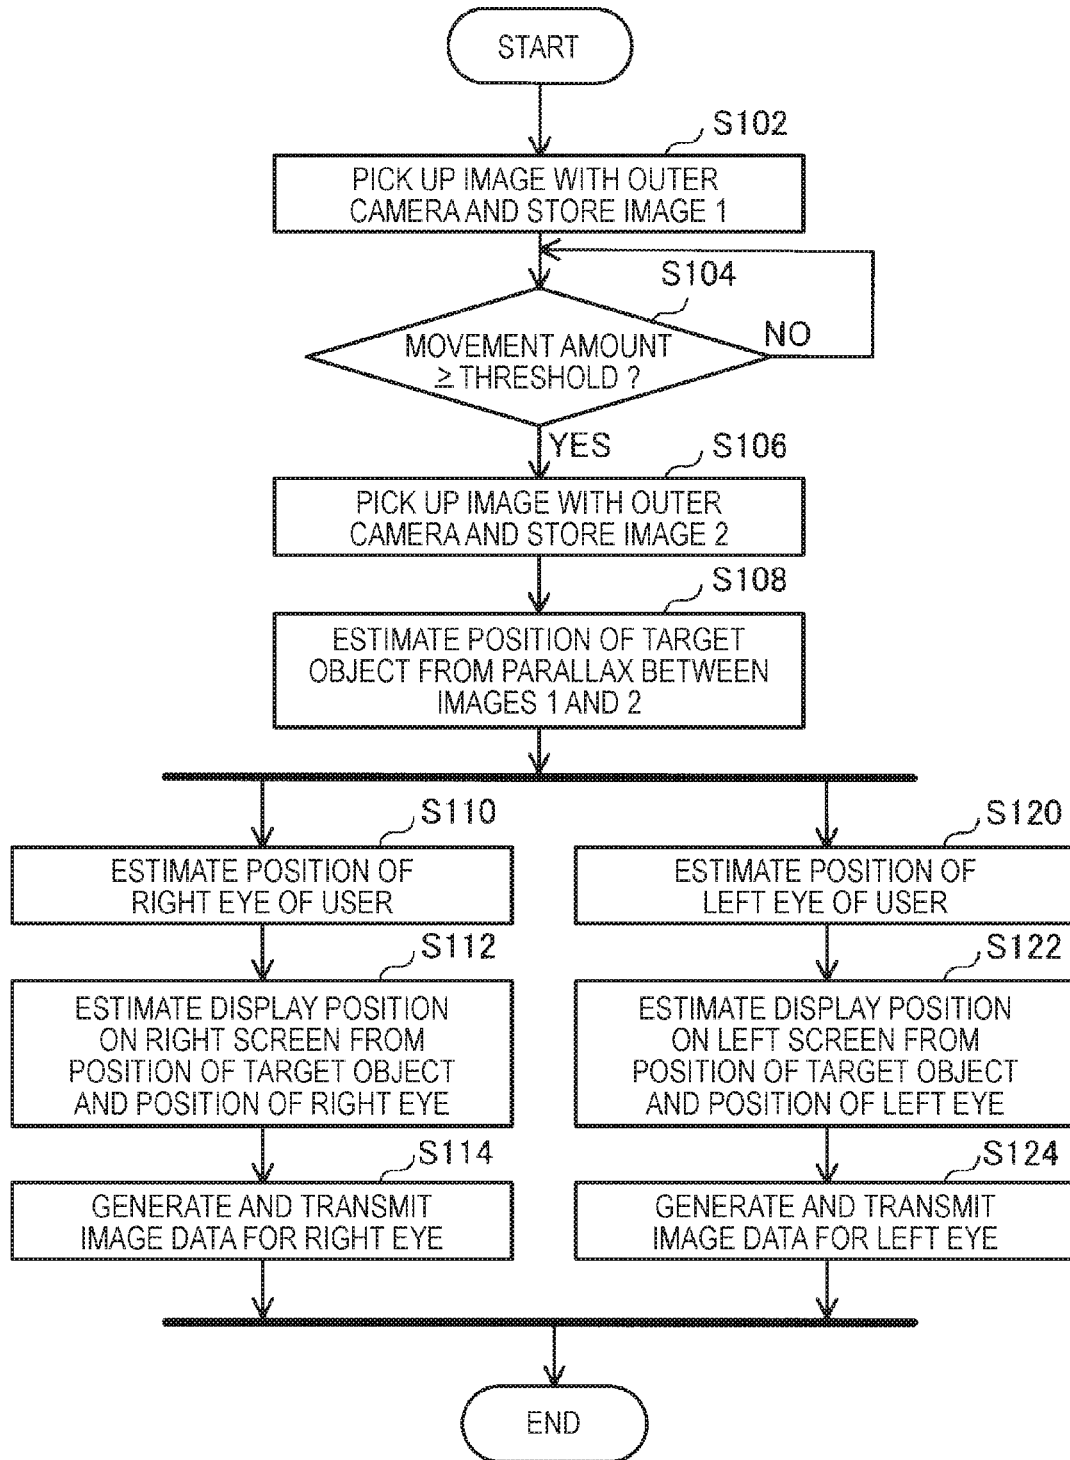 START
S102
PICK UP IMAGE WITH OUTER
CAMERA AND STORE IMAGE 1
S104
MOVEMENT AMOUNT
≥ THRESHOLD ?
NO
YES
S106
PICK UP IMAGE WITH OUTER
CAMERA AND STORE IMAGE 2
S108
ESTIMATE POSITION OF TARGET
OBJECT FROM PARALLAX BETWEEN
IMAGES 1 AND 2
S110
ESTIMATE POSITION OF
RIGHT EYE OF USER
S112
ESTIMATE DISPLAY POSITION
ON RIGHT SCREEN FROM
POSITION OF TARGET OBJECT
AND POSITION OF RIGHT EYE
S114
GENERATE AND TRANSMIT
IMAGE DATA FOR RIGHT EYE
S120
ESTIMATE POSITION OF
LEFT EYE OF USER
S122
ESTIMATE DISPLAY POSITION
ON LEFT SCREEN FROM
POSITION OF TARGET OBJECT
AND POSITION OF LEFT EYE
S124
GENERATE AND TRANSMIT
IMAGE DATA FOR LEFT EYE
END